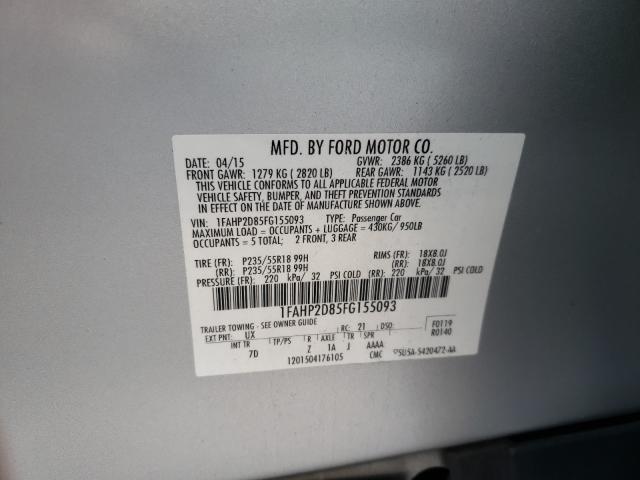 MFD. BY FORD MOTOR CO.
DATE: 04/15 GVWR: 2386 KG ( 5260 LB)
FRONT GAWR: 1279 KG ( 2820 LB) REAR GAWR: 1143 KG ( 2520 LB)
THIS VEHICLE CONFORMS TO ALL APPLICABLE FEDERAL MOTOR
VEHICLE SAFETY, BUMPER, AND THEFT PREVENTION STANDARDS
IN EFFECT ON THE DATE OF MANUFACTURE SHOWN ABOVE.
VIN: 1FAHP2D85FG155093 TYPE: Passenger Car
MAXIMUM LOAD = OCCUPANTS + LUGGAGE = 430KG/ 950LB
OCCUPANTS = 5 TOTAL; 2 FRONT, 3 REAR
TIRE (FR): P235/55R18 99H RIMS (FR): 18X8.0J
(RR): P235/55R18 99H (RR): 18X8.0J
PRESSURE (FR): 220 kPa/ 32 PSI COLD (RR): 220 kPa/ 32 PSI COLD
1FAHP2D85FG155093
TRAILER TOWING - SEE OWNER GUIDE
EXT PNT: UX RC: 21 DSO: F0119
R0140
INT TR TP/PS R AXLE TR SPR
7D Z 1A J AAAA
1201504176105 CMC 5U5A-5420472-AA